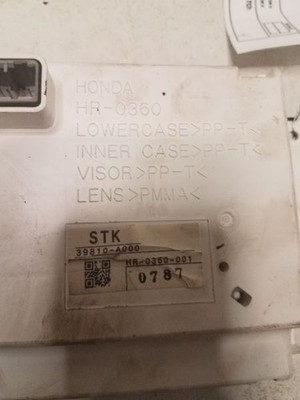 HONDA
HR-0360
LOWERCASE>PP-T<
INNER CASE>PP-T<
VISOR>PP-T<
LENS>PMMA<
STK
39810-A000
HR-0360-001
0787